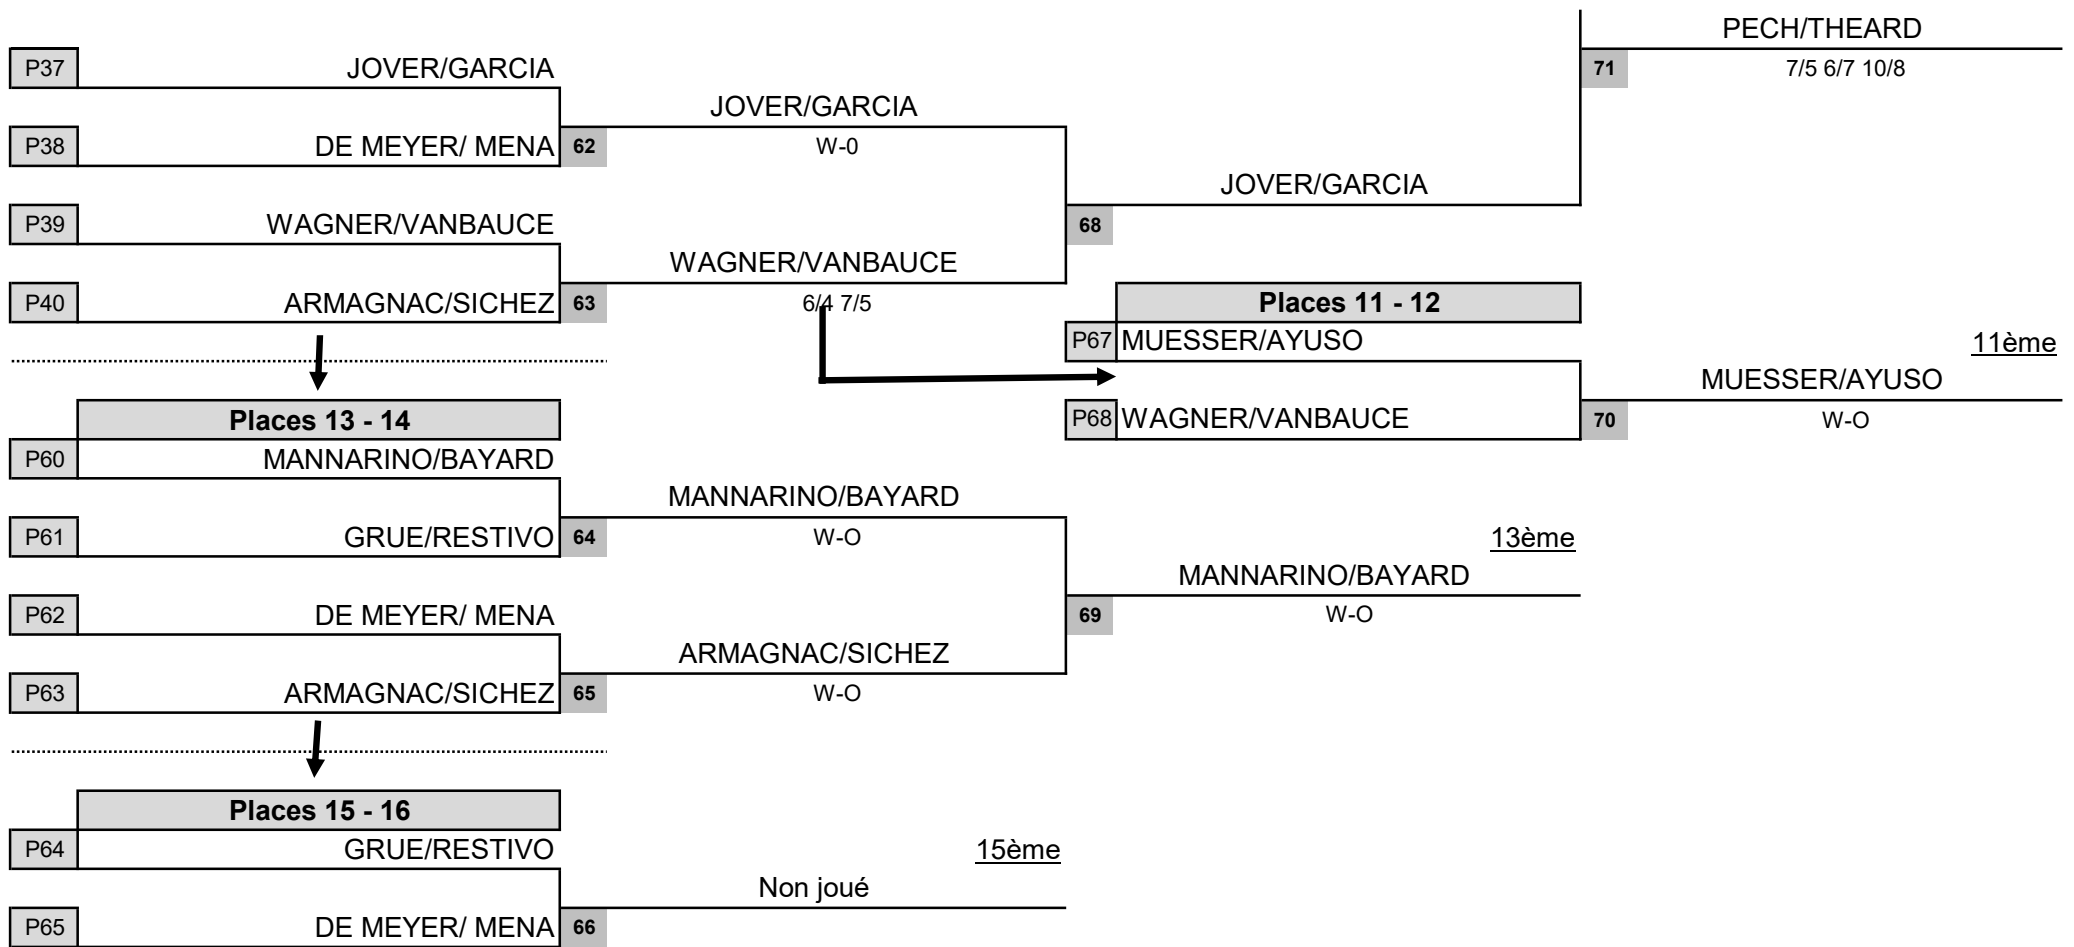 PECH/THEARD
P37 JOVER/GARCIA 71 7/5 6/7 10/8
JOVER/GARCIA
P38 DE MEYER/ MENA 62 W-0
JOVER/GARCIA
P39 WAGNER/VANBAUCE 68
WAGNER/VANBAUCE
P40 ARMAGNAC/SICHEZ 63 6/4 7/5 Places 11 - 12
P67 MUESSER/AYUSO 11ème
MUESSER/AYUSO
Places 13 - 14 P68 WAGNER/VANBAUCE 70 W-O
P60 MANNARINO/BAYARD
MANNARINO/BAYARD
P61 GRUE/RESTIVO 64 W-O 13ème
MANNARINO/BAYARD
P62 DE MEYER/ MENA 69 W-O
ARMAGNAC/SICHEZ
P63 ARMAGNAC/SICHEZ 65 W-O
Places 15 - 16
P64 GRUE/RESTIVO 15ème
Non joué
P65 DE MEYER/ MENA 66